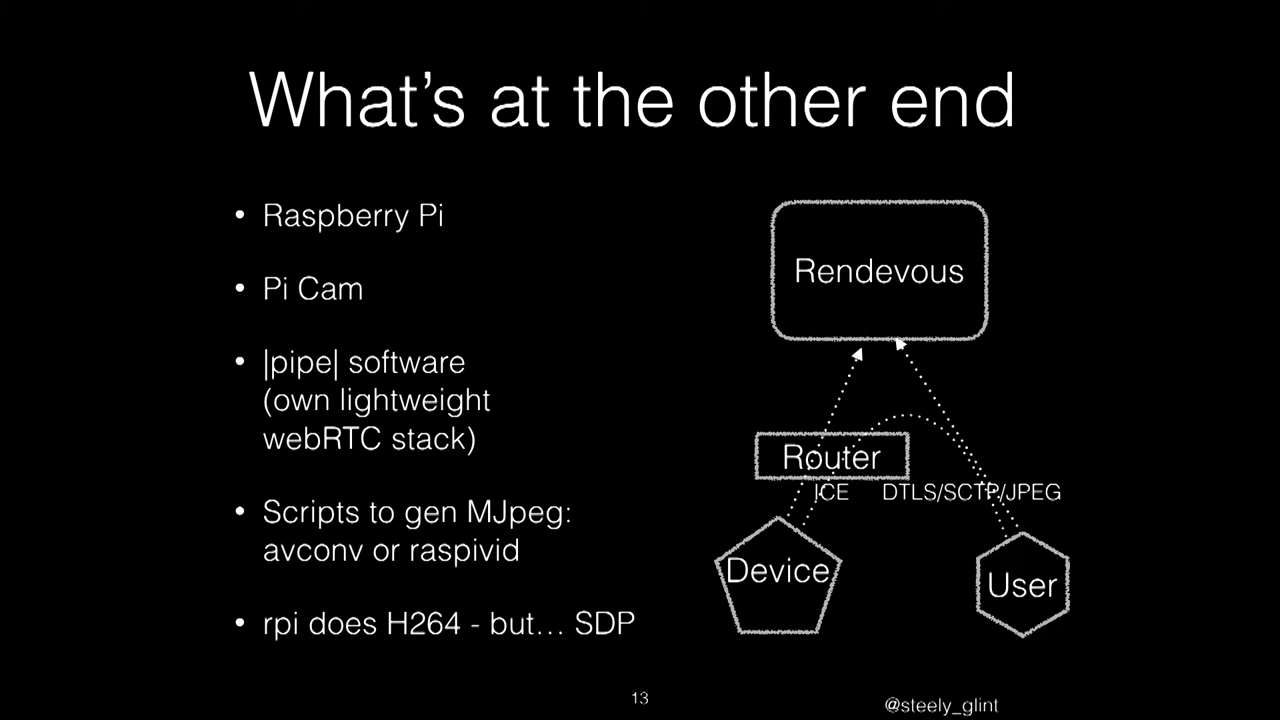 What's at the other end
• Raspberry Pi
• Pi Cam
• |pipe| software
(own lightweight
webRTC stack)
• Scripts to gen MJpeg:
avconv or raspivid
• rpi does H264 - but... SDP
Rendevous
Router
ICE DTLS/SCTP/JPEG
Device
User
13
@steely_glint